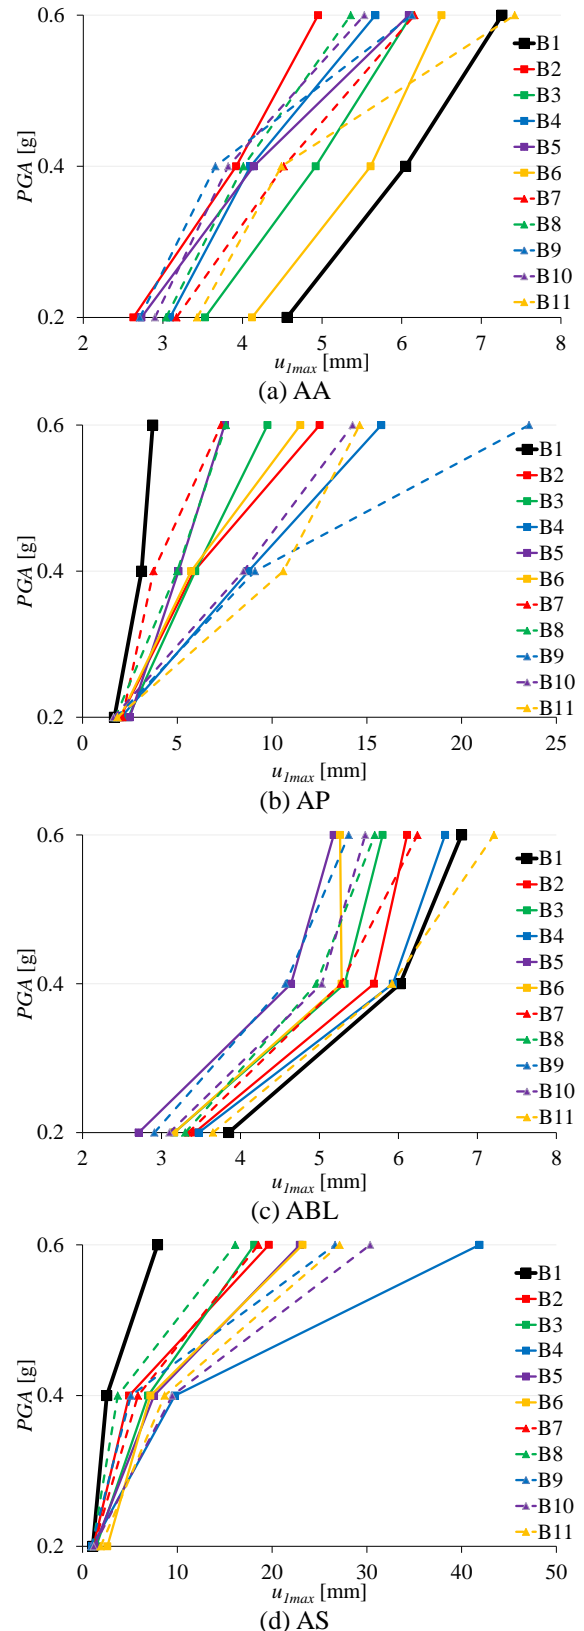 0.6
0.4
0.2
PGA [g]
2 3 4 5 6 7 8
u1max [mm]
B1
B2
B3
B4
B5
B6
B7
B8
B9
B10
B11
(a) AA
0.6
0.4
0.2
PGA [g]
0 5 10 15 20 25
u1max [mm]
B1
B2
B3
B4
B5
B6
B7
B8
B9
B10
B11
(b) AP
0.6
0.4
0.2
PGA [g]
2 3 4 5 6 7 8
u1max [mm]
B1
B2
B3
B4
B5
B6
B7
B8
B9
B10
B11
(c) ABL
0.6
0.4
0.2
PGA [g]
0 10 20 30 40 50
u1max [mm]
B1
B2
B3
B4
B5
B6
B7
B8
B9
B10
B11
(d) AS